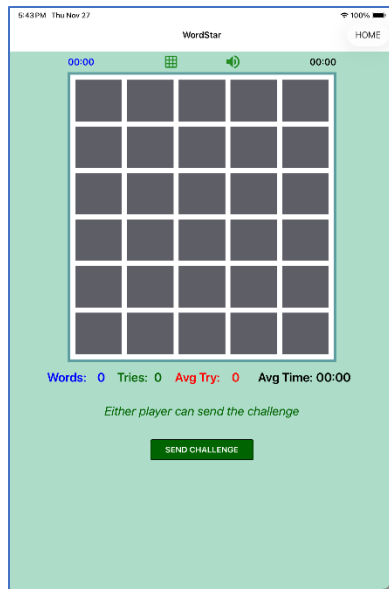 5:43 PM Thu Nov 27 100%
WordStar HOME
00:00 00:00
Words: 0 Tries: 0 Avg Try: 0 Avg Time: 00:00
Either player can send the challenge
SEND CHALLENGE